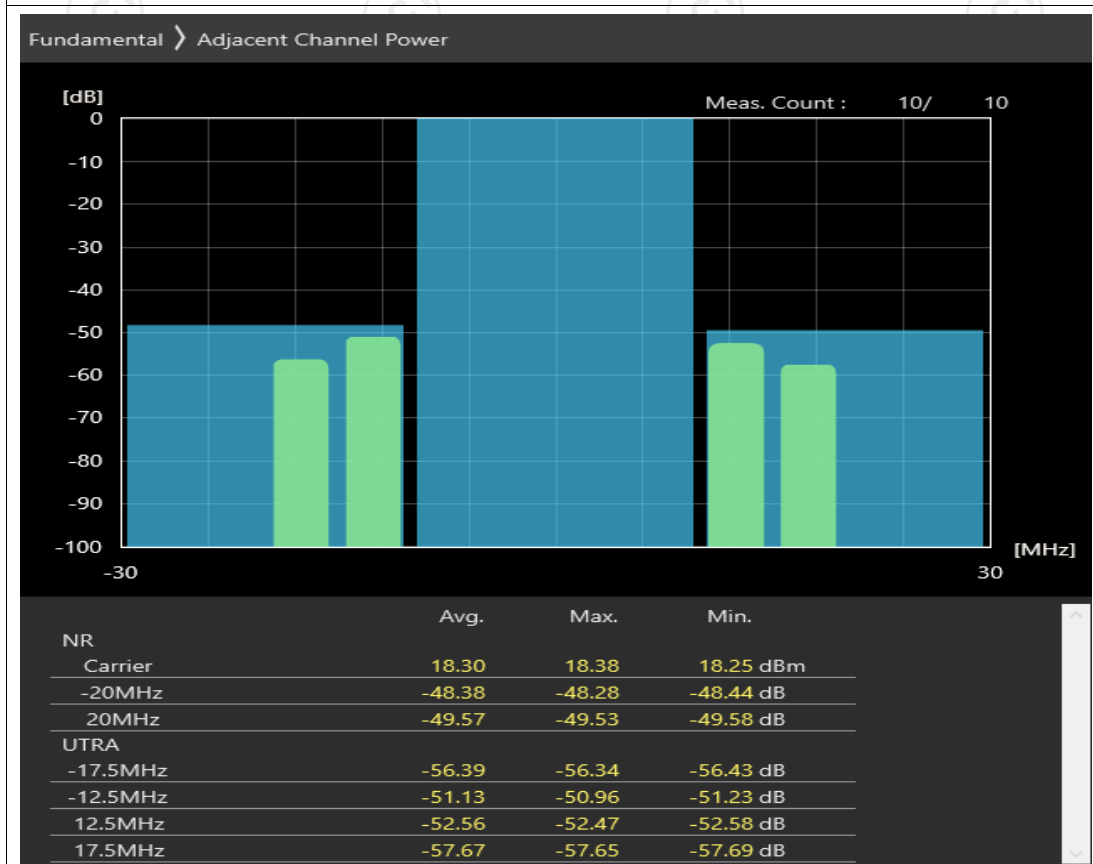 Fundamental ❯ Adjacent Channel Power
[dB]
Meas. Count : 10/ 10
0
-10
-20
-30
-40
-50
-60
-70
-80
-90
-100
[MHz]
-30 30
Avg. Max. Min.
NR
Carrier 18.30 18.38 18.25 dBm
-20MHz -48.38 -48.28 -48.44 dB
20MHz -49.57 -49.53 -49.58 dB
UTRA
-17.5MHz -56.39 -56.34 -56.43 dB
-12.5MHz -51.13 -50.96 -51.23 dB
12.5MHz -52.56 -52.47 -52.58 dB
17.5MHz -57.67 -57.65 -57.69 dB